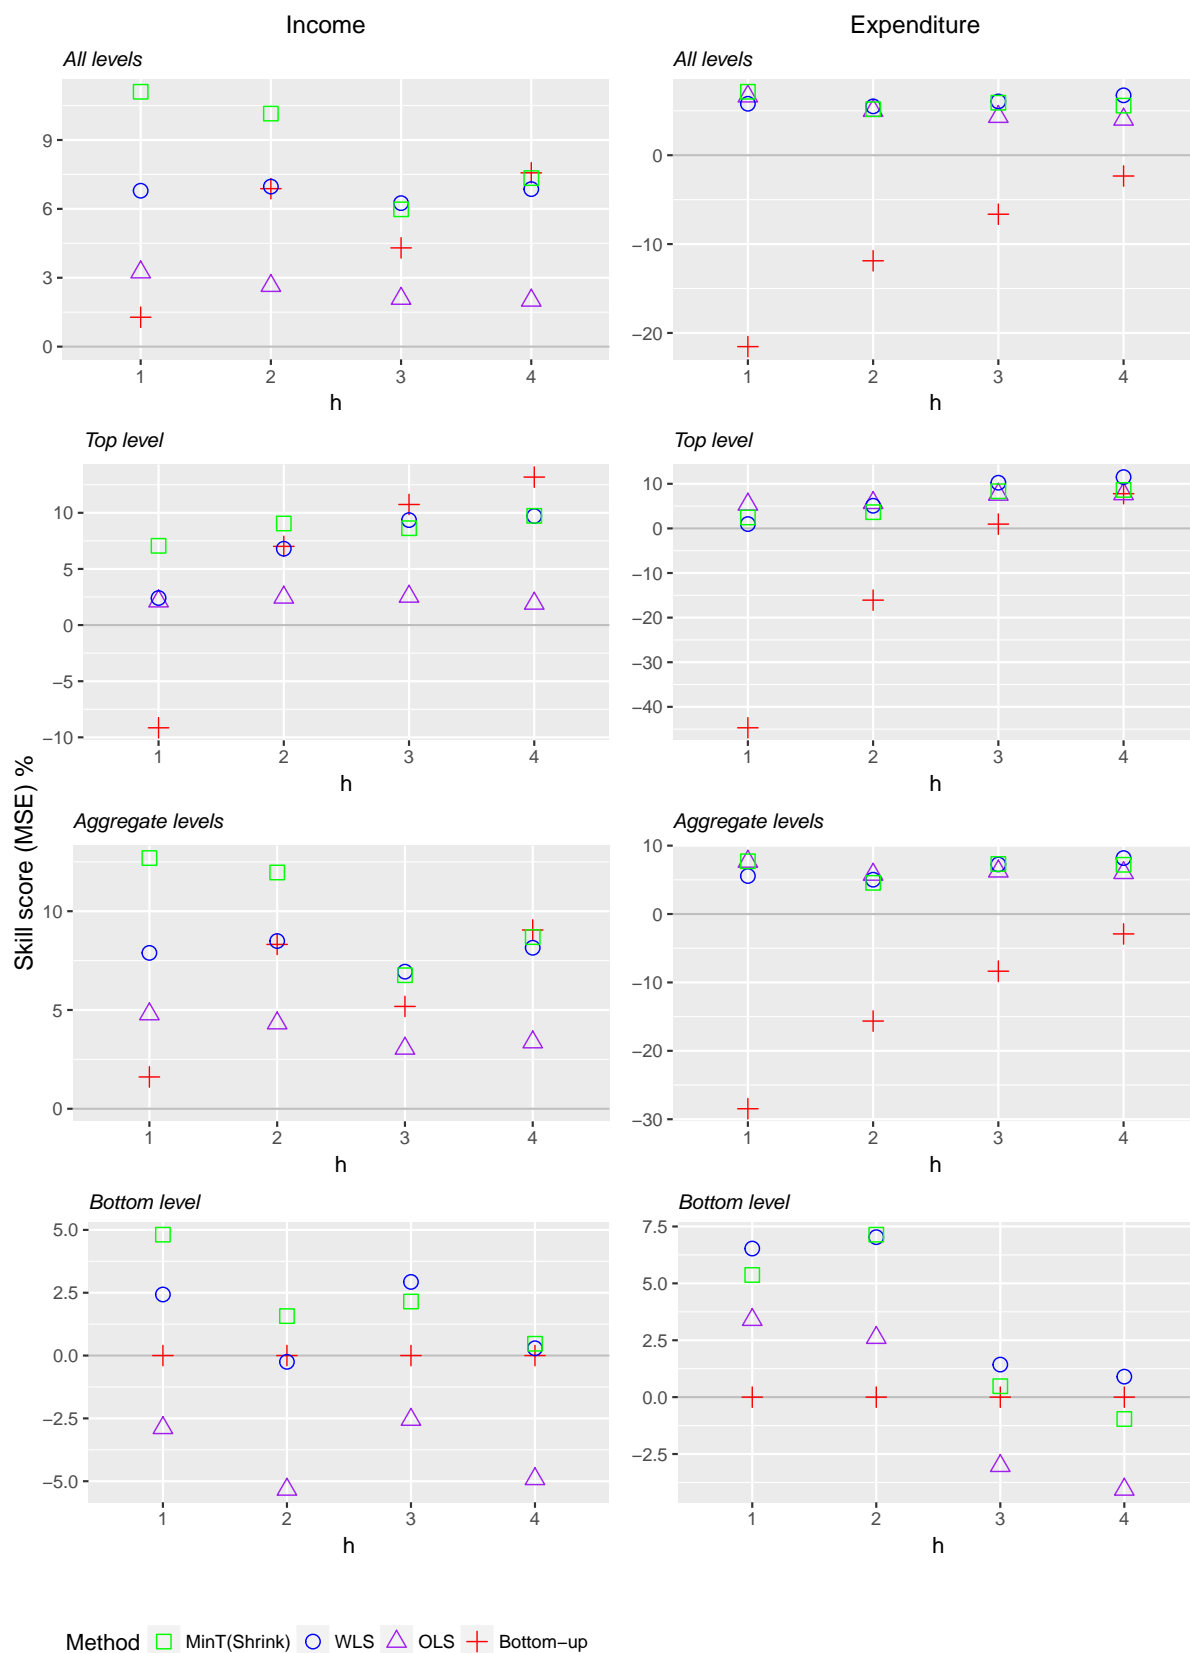 Income
Expenditure
All levels
9
6
3
0
1 2 3 4
h
All levels
0
−10
−20
1 2 3 4
h
Top level
10
5
0
−5
−10
1 2 3 4
h
Top level
10
0
−10
−20
−30
−40
1 2 3 4
h
Skill score (MSE) %
Aggregate levels
10
5
0
1 2 3 4
h
Aggregate levels
10
0
−10
−20
−30
1 2 3 4
h
Bottom level
5.0
2.5
0.0
−2.5
−5.0
1 2 3 4
h
Bottom level
7.5
5.0
2.5
0.0
−2.5
1 2 3 4
h
Method MinT(Shrink) WLS OLS Bottom−up